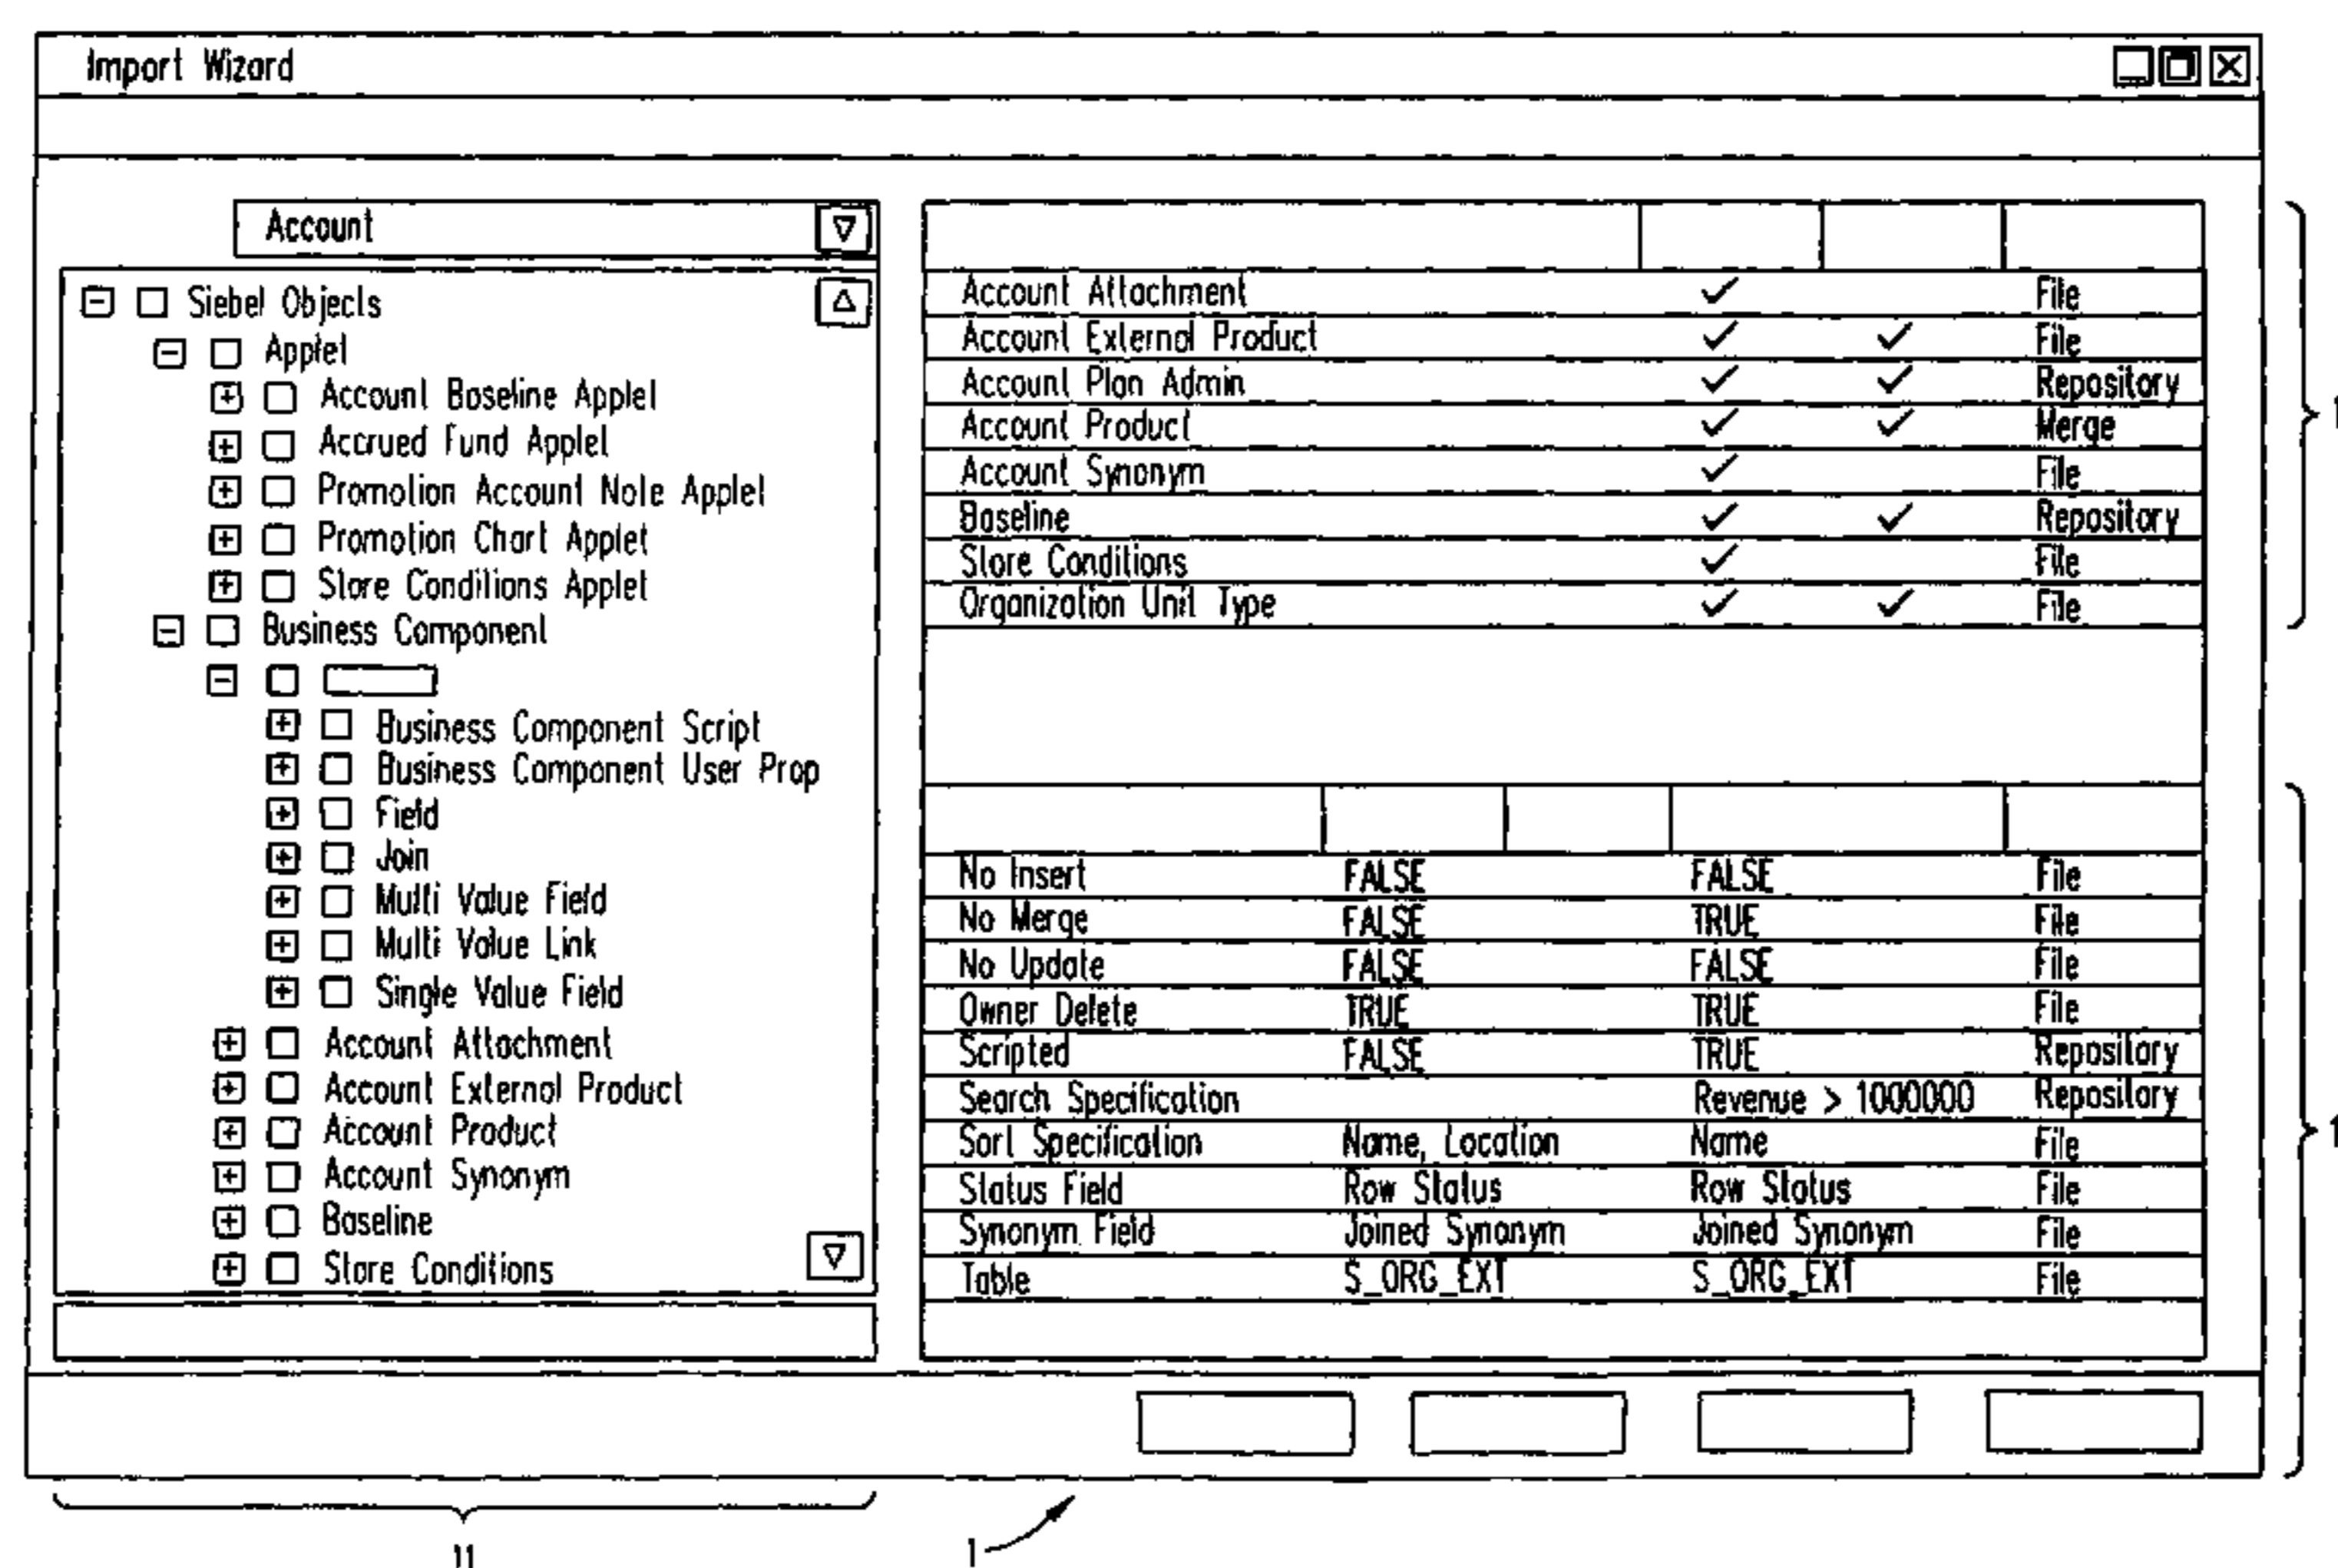 Import Wizard
Account
Siebel Objects
Applet
Account Baseline Applet
Accrued Fund Applet
Promotion Account Note Applet
Promotion Chart Applet
Store Conditions Applet
Business Component
Business Component Script
Business Component User Prop
Field
Join
Multi Value Field
Multi Value Link
Single Value Field
Account Attachment
Account External Product
Account Product
Account Synonym
Baseline
Store Conditions
Account Attachment ✓ File
Account External Product ✓ ✓ File
Account Plan Admin ✓ ✓ Repository
Account Product ✓ ✓ Merge
Account Synonym ✓ File
Baseline ✓ ✓ Repository
Store Conditions ✓ File
Organization Unit Type ✓ ✓ File
No Insert FALSE FALSE File
No Merge FALSE TRUE File
No Update FALSE FALSE File
Owner Delete TRUE TRUE File
Scripted FALSE TRUE Repository
Search Specification Revenue > 1000000 Repository
Sort Specification Name, Location Name File
Status Field Row Status Row Status File
Synonym Field Joined Synonym Joined Synonym File
Table S_ORG_EXT S_ORG_EXT File
11
1